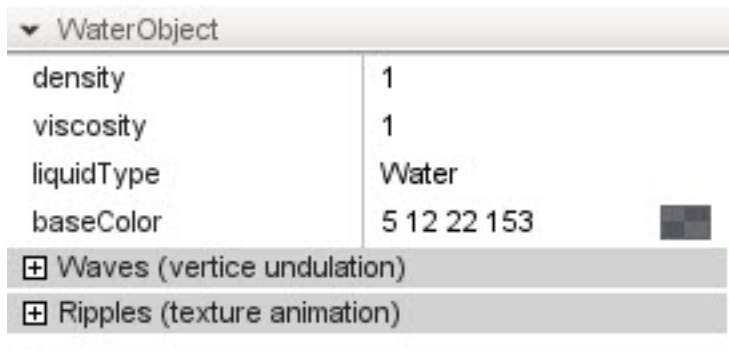 WaterObject
density 1
viscosity 1
liquidType Water
baseColor 5 12 22 153
Waves (vertice undulation)
Ripples (texture animation)